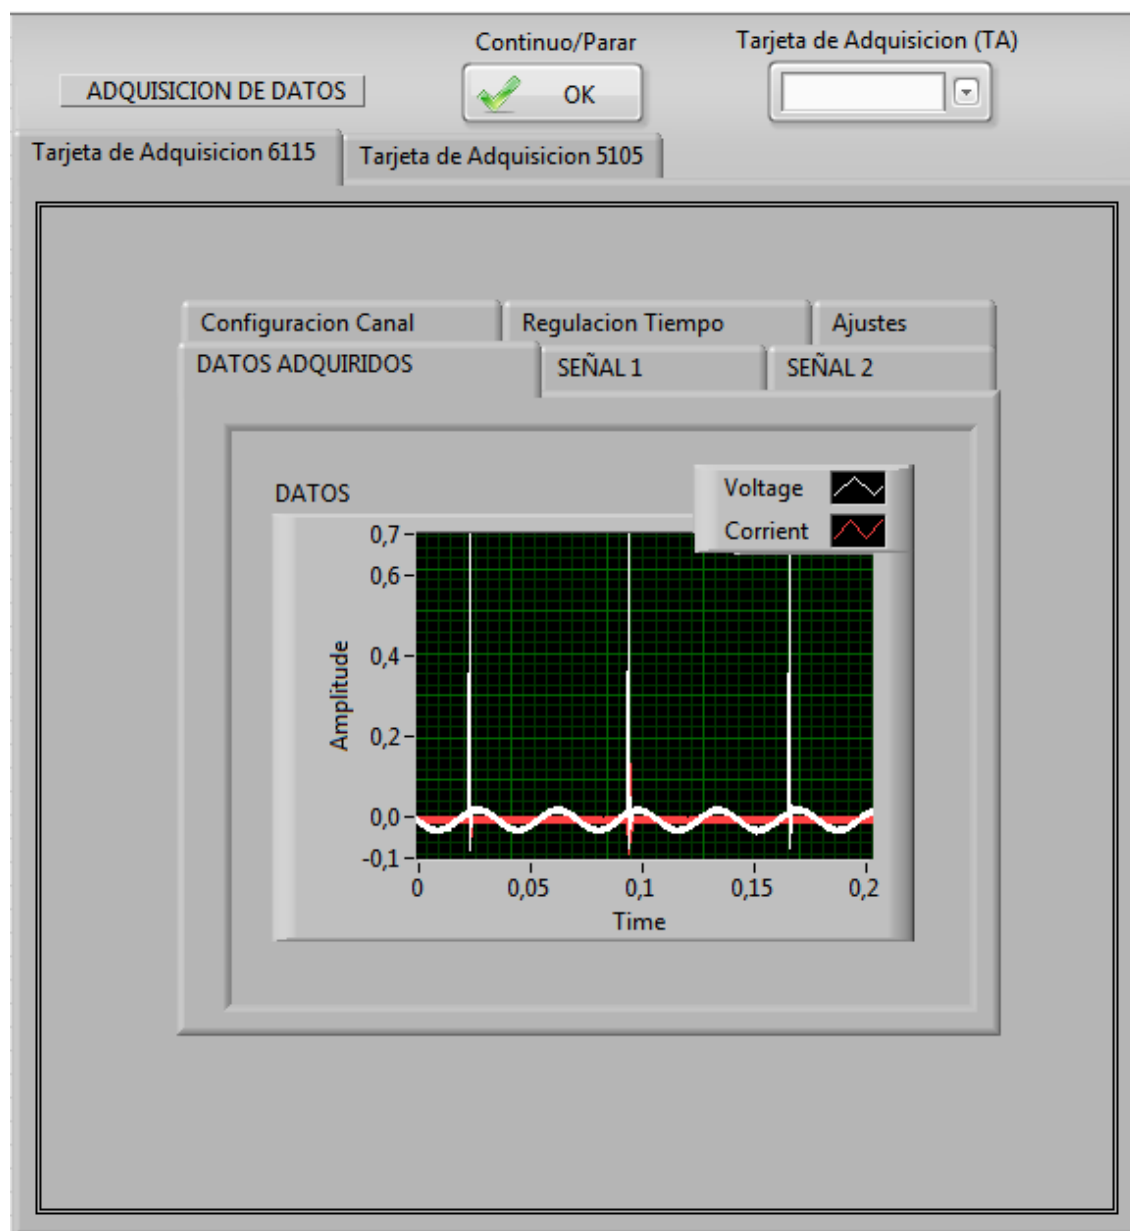 Continuo/Parar
Tarjeta de Adquisicion (TA)
ADQUISICION DE DATOS
OK
Tarjeta de Adquisicion 6115
Tarjeta de Adquisicion 5105
Configuracion Canal
Regulacion Tiempo
Ajustes
DATOS ADQUIRIDOS
SEÑAL 1
SEÑAL 2
DATOS
Voltage
Corrient
0,7
0,6
0,4
0,2
0,0
-0,1
Amplitude
0
0,05
0,1
0,15
0,2
Time